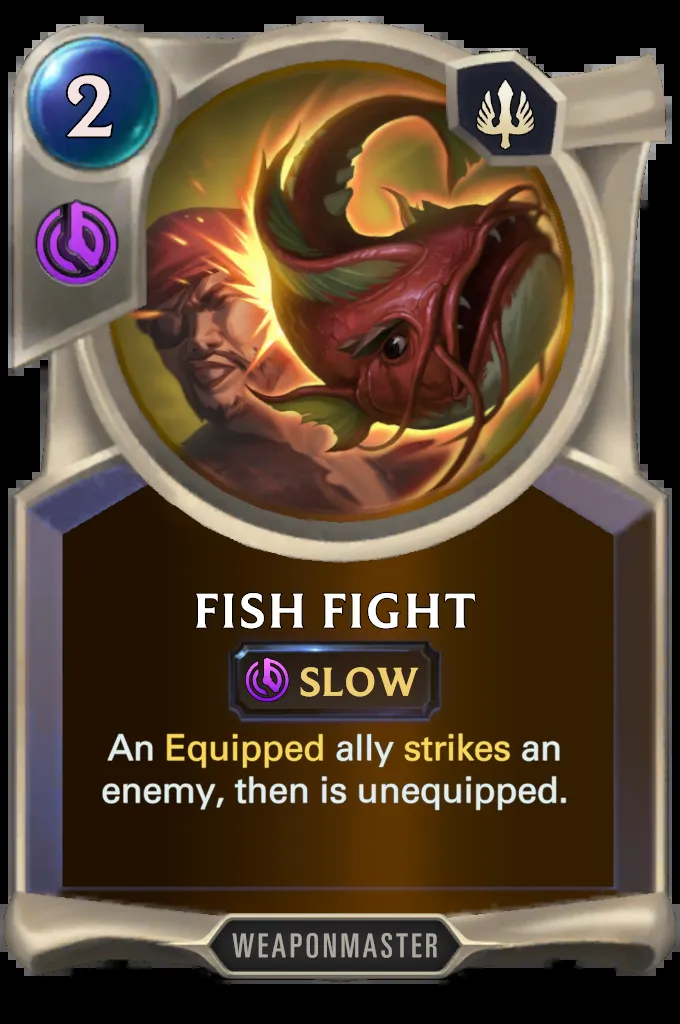 2
FISH FIGHT
SLOW
An Equipped ally strikes an
enemy, then is unequipped.
WEAPONMASTER